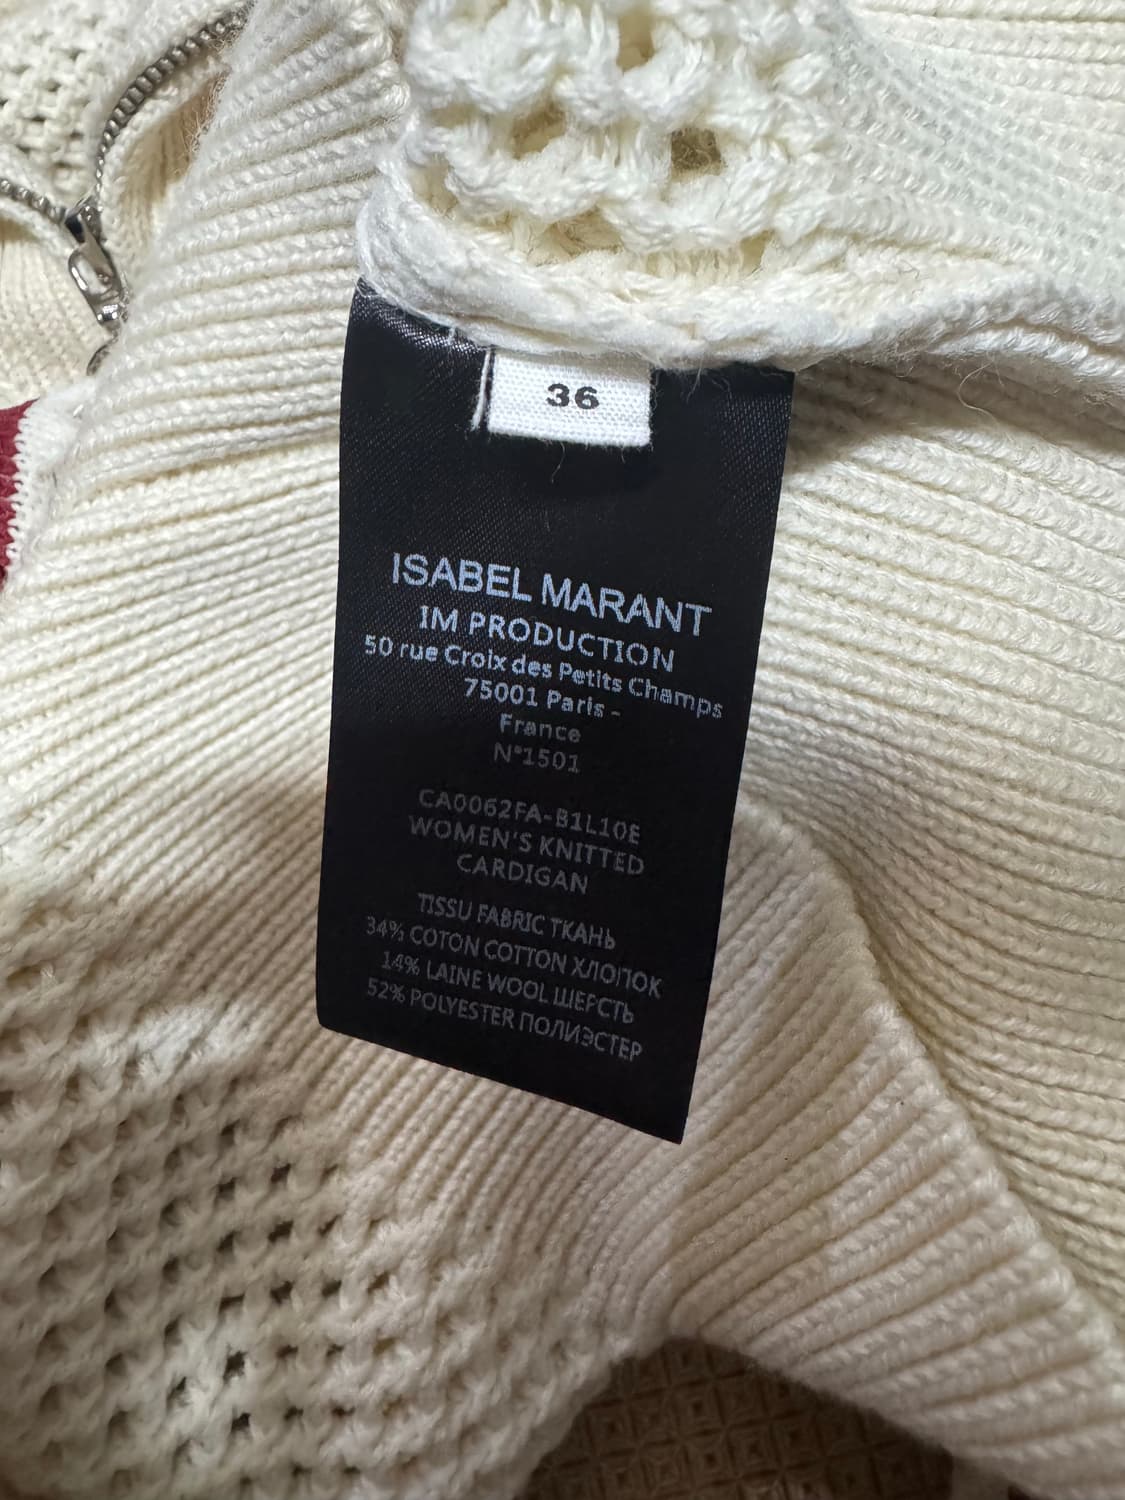 36
ISABEL MARANT
IM PRODUCTION
50 rue Croix des Petits Champs
75001 Paris -
France
N°1501
CA0062FA-B1L10E
WOMEN'S KNITTED
CARDIGAN
TISSU FABRIC ТКАНЬ
34% COTON COTTON ХЛОПОК
14% LAINE WOOL ШЕРСТЬ
52% POLYESTER ПОЛИЭСТЕР